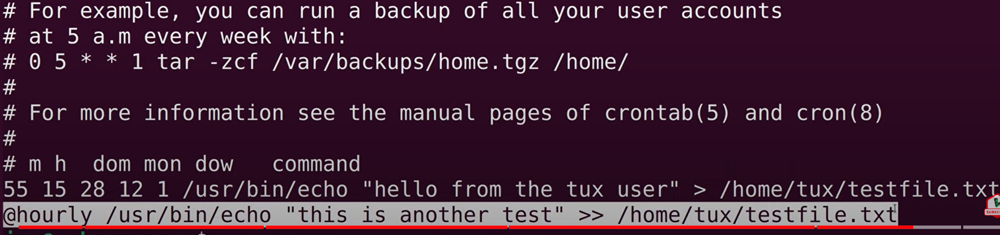 # For example, you can run a backup of all your user accounts
# at 5 a.m every week with:
# 0 5 * * 1 tar -zcf /var/backups/home.tgz /home/
#
# For more information see the manual pages of crontab(5) and cron(8)
#
# m h  dom mon dow   command
55 15 28 12 1 /usr/bin/echo "hello from the tux user" > /home/tux/testfile.txt
@hourly /usr/bin/echo "this is another test" >> /home/tux/testfile.txt